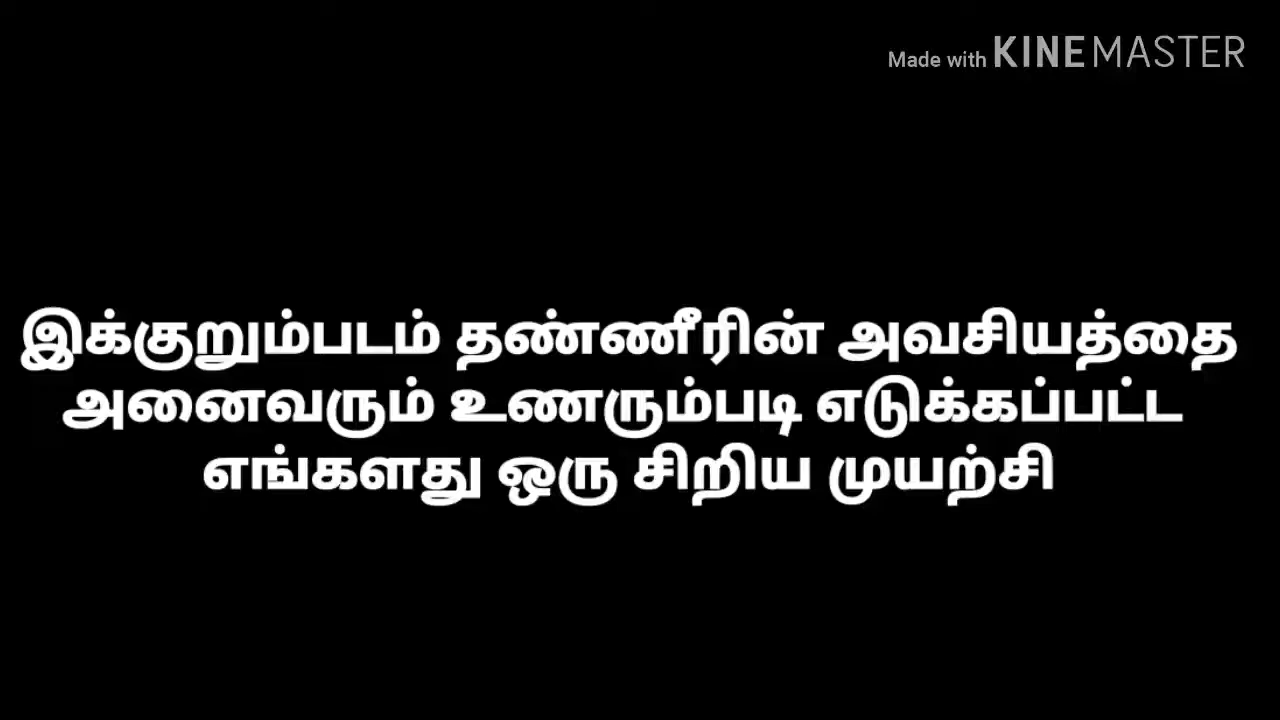 Made with KINEMASTER
இக்குறும்படம் தண்ணீரின் அவசியத்தை
அனைவரும் உணரும்படி எடுக்கப்பட்ட
எங்களது ஒரு சிறிய முயற்சி